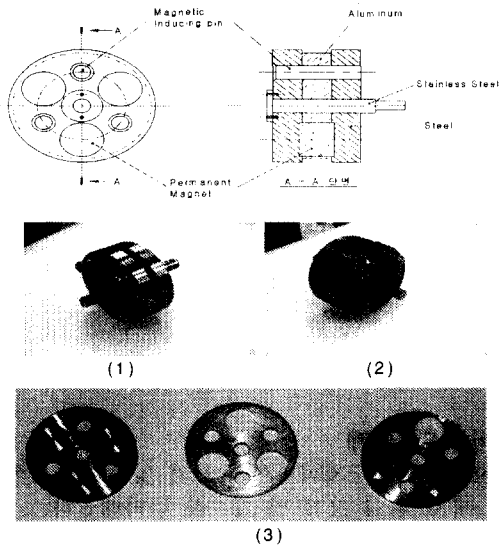 A
Magnetic
Inducing pin
Aluminum
Stainless Steel
Steel
A
Permanent
Magnet
A - A 단면
(1)
(2)
(3)